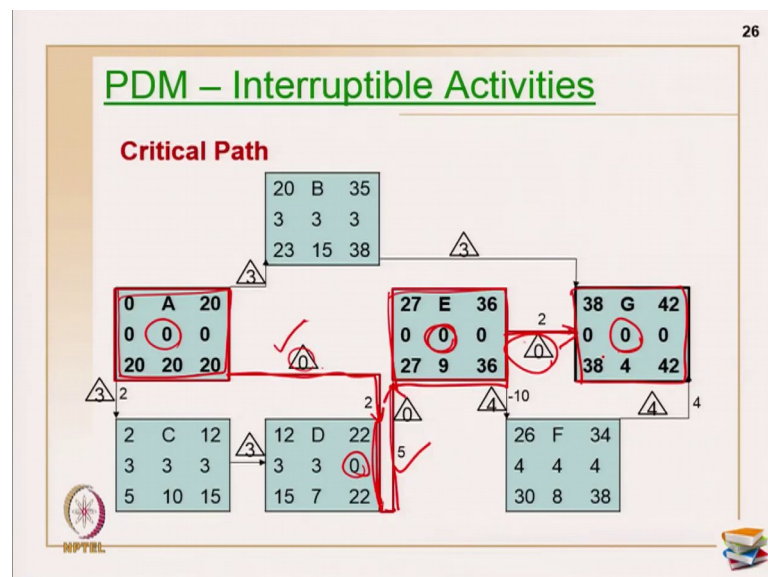 26
PDM – Interruptible Activities
Critical Path
20 B 35
3 3 3
23 15 38
3
3
0 A 20
0 0 0
20 20 20
0
27 E 36
0 0 0
27 9 36
2
0
38 G 42
0 0 0
38 4 42
3 2
2
0
5
4 -10
4
4
2 C 12
3 3 3
5 10 15
3
12 D 22
3 3 0
15 7 22
26 F 34
4 4 4
30 8 38
NPTEL